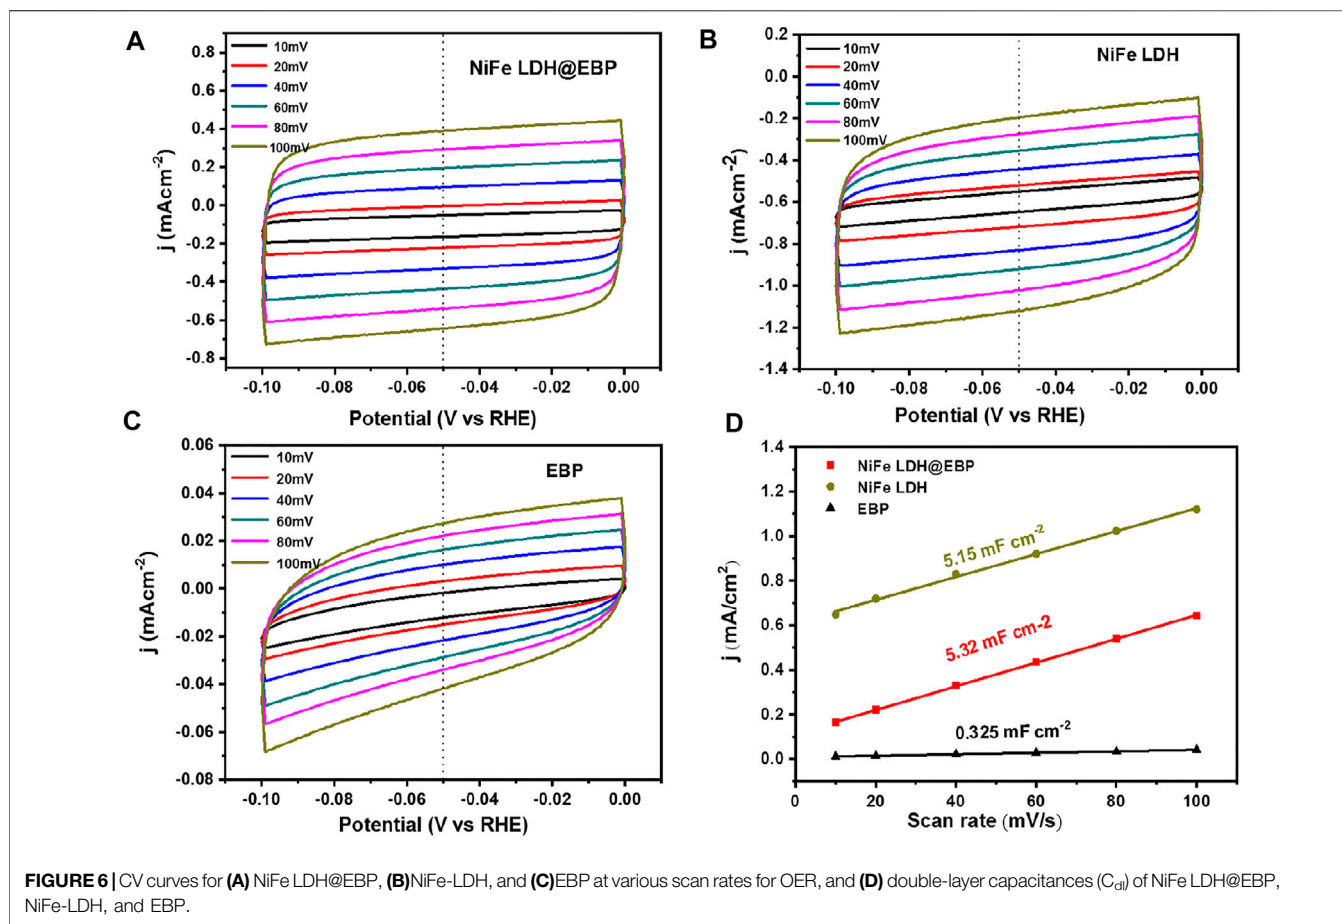 A
0.8
0.6
0.4
0.2
0.0
-0.2
-0.4
-0.6
-0.8
j (mAcm⁻²)
10mV
20mV
40mV
60mV
80mV
100mV
NiFe LDH@EBP
-0.10
-0.08
-0.06
-0.04
-0.02
0.00
Potential (V vs RHE)
B
0.2
0.0
-0.2
-0.4
-0.6
-0.8
-1.0
-1.2
-1.4
j (mAcm-2)
10mV
20mV
40mV
60mV
80mV
100mV
NiFe LDH
-0.10
-0.08
-0.06
-0.04
-0.02
0.00
Potential (V vs RHE)
C
0.06
0.04
0.02
0.00
-0.02
-0.04
-0.06
-0.08
j (mAcm⁻²)
10mV
20mV
40mV
60mV
80mV
100mV
EBP
-0.10
-0.08
-0.06
-0.04
-0.02
0.00
Potential (V vs RHE)
D
1.4
1.2
1.0
0.8
0.6
0.4
0.2
0.0
j (mA/cm²)
NiFe LDH@EBP
NiFe LDH
EBP
5.15 mF cm⁻²
5.32 mF cm-2
0.325 mF cm⁻²
0
20
40
60
80
100
Scan rate (mV/s)
FIGURE 6 | CV curves for (A) NiFe LDH@EBP, (B)NiFe-LDH, and (C)EBP at various scan rates for OER, and (D) double-layer capacitances (Cdl) of NiFe LDH@EBP,
NiFe-LDH, and EBP.